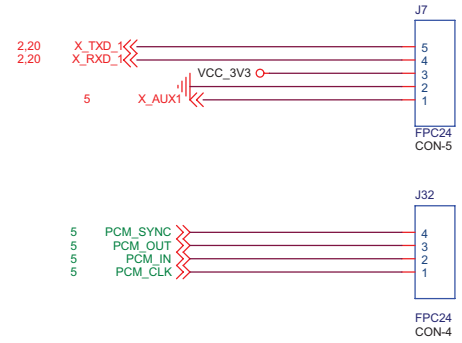 J7
2,20 X_TXD_1 5
2,20 X_RXD_1 4
VCC_3V3 3
2
5 X_AUX1 1
FPC24
CON-5
J32
5 PCM_SYNC 4
5 PCM_OUT 3
5 PCM_IN 2
5 PCM_CLK 1
FPC24
CON-4